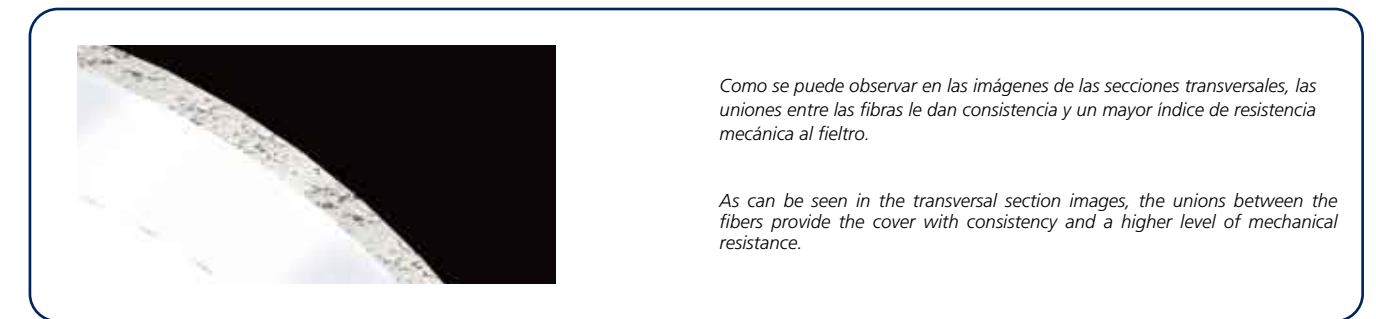 Como se puede observar en las imágenes de las secciones transversales, las
uniones entre las fibras le dan consistencia y un mayor índice de resistencia
mecánica al fieltro.
As can be seen in the transversal section images, the unions between the
fibers provide the cover with consistency and a higher level of mechanical
resistance.